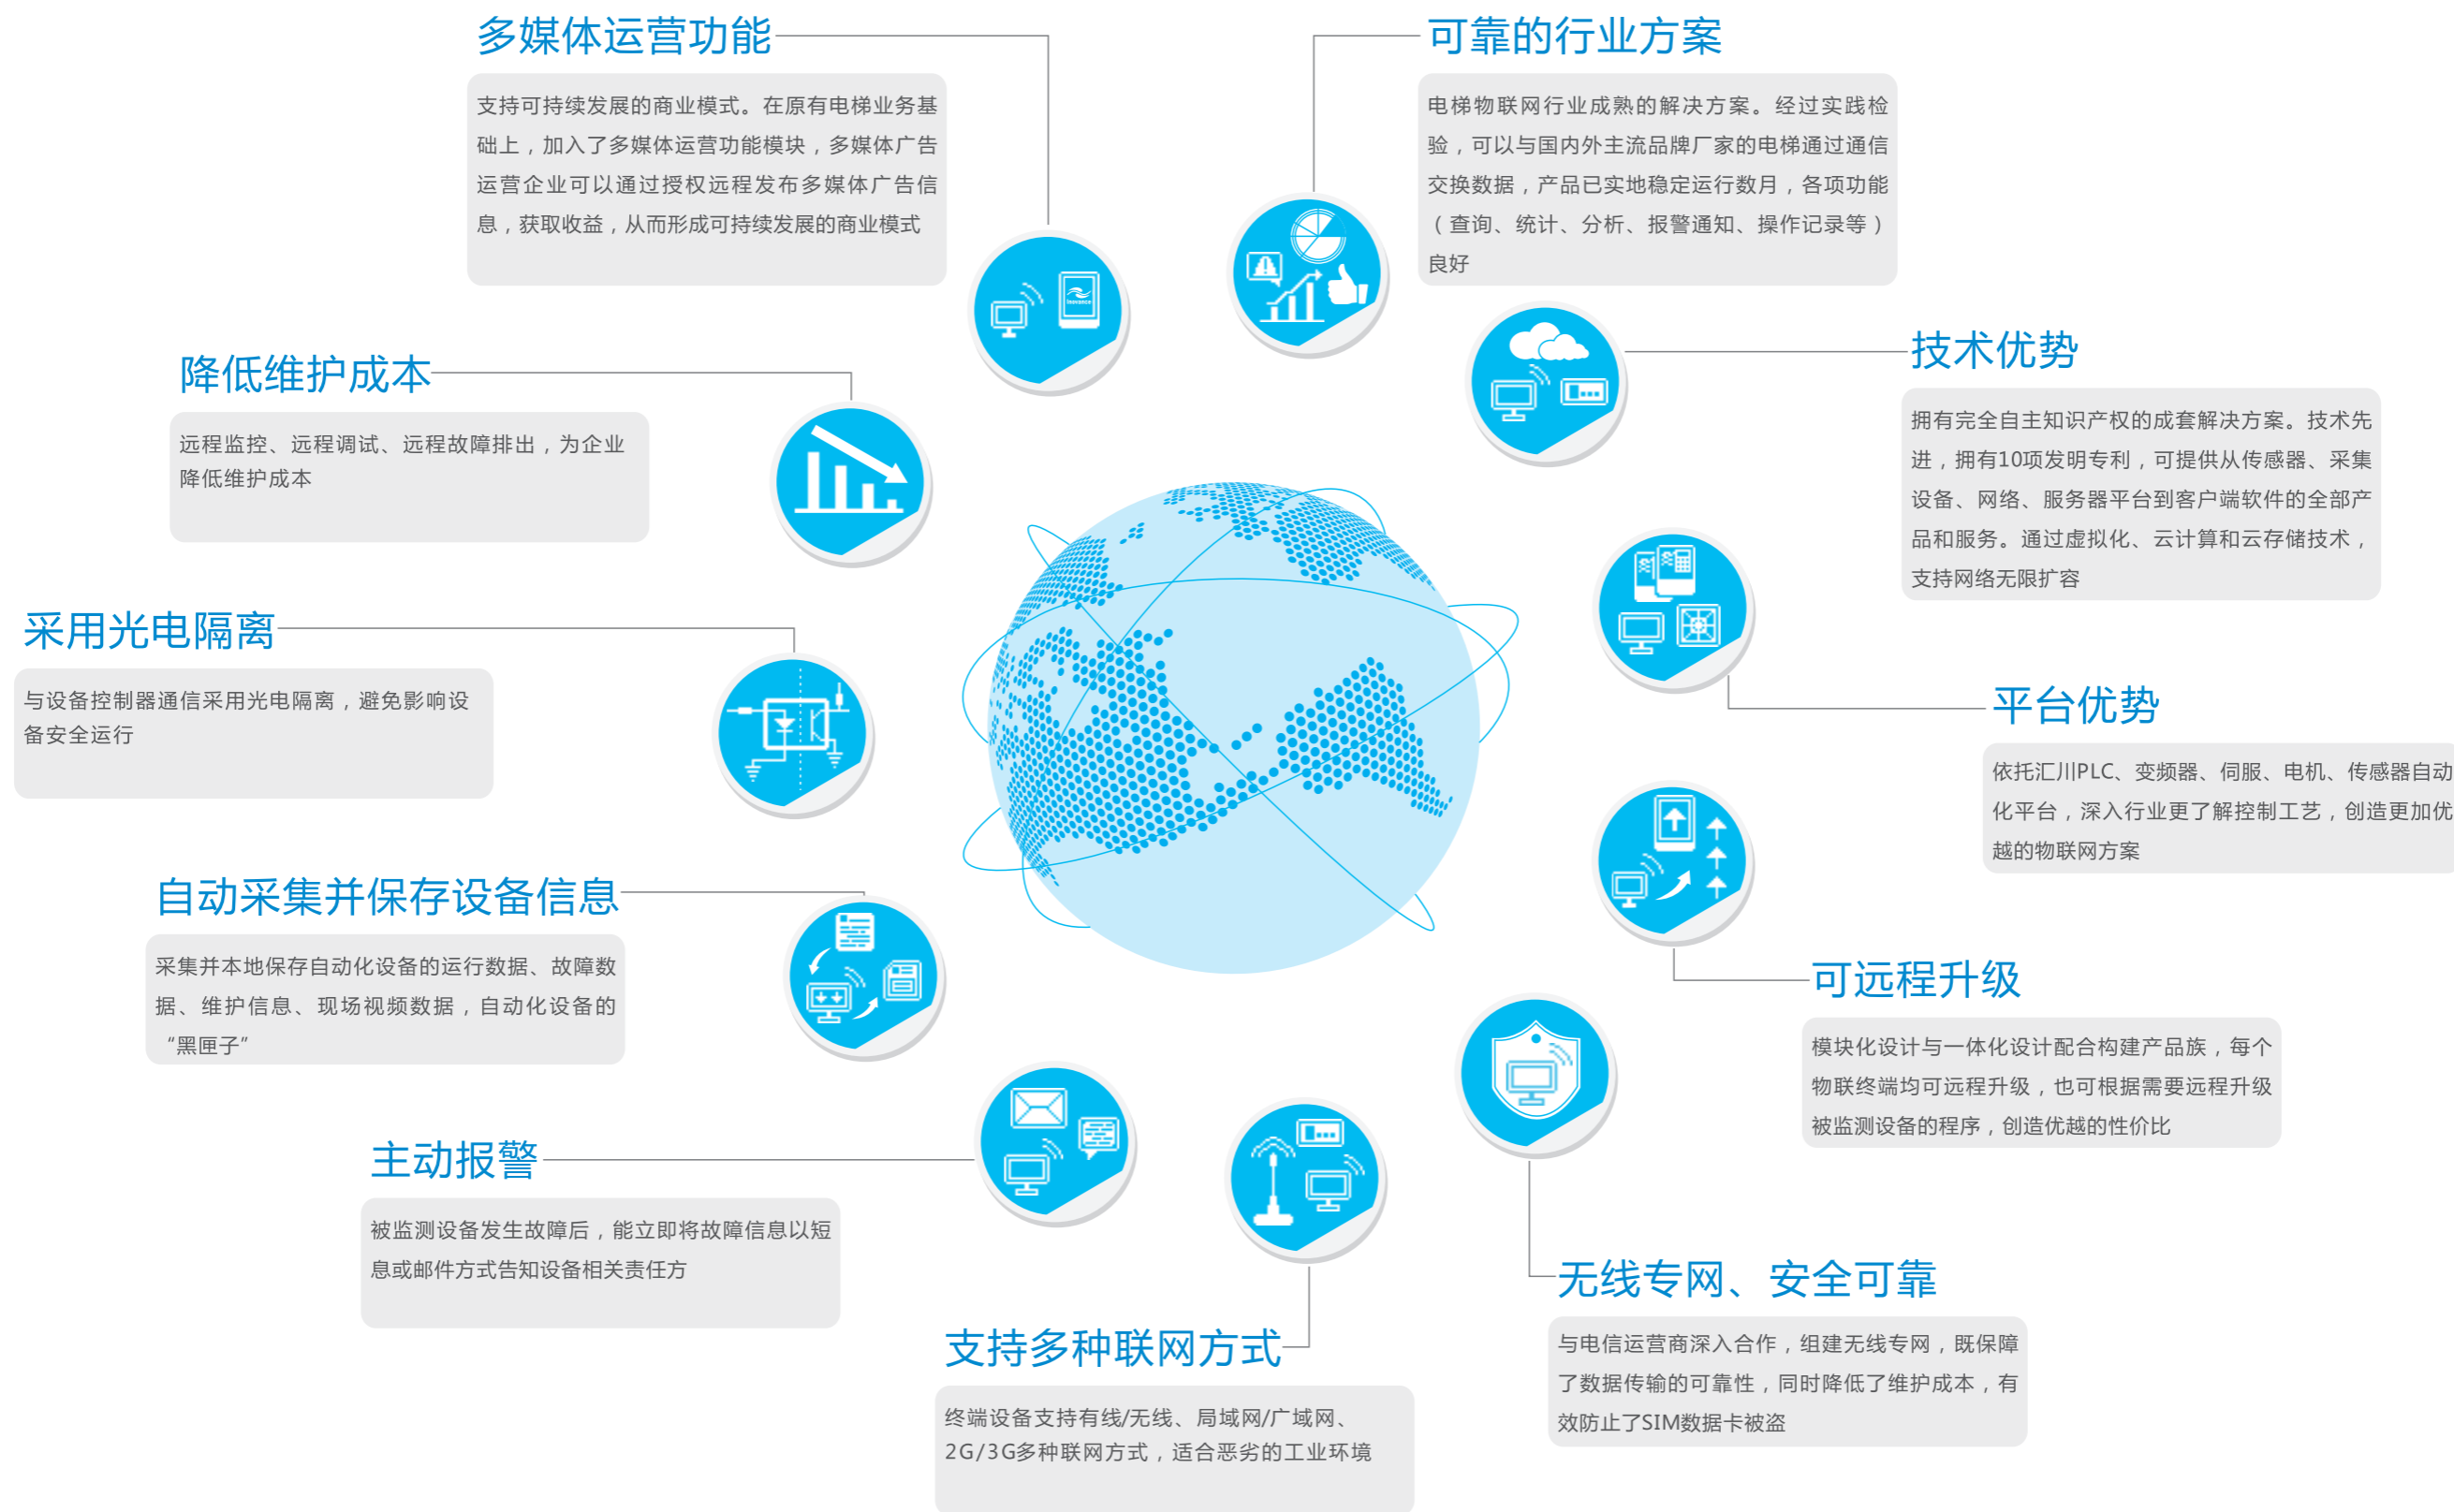 多媒体运营功能
支持可持续发展的商业模式。在原有电梯业务基
础上，加入了多媒体运营功能模块，多媒体广告
运营企业可以通过授权远程发布多媒体广告信
息，获取收益，从而形成可持续发展的商业模式
可靠的行业方案
电梯物联网行业成熟的解决方案。经过实践检
验，可以与国内外主流品牌厂家的电梯通过通信
交换数据，产品已实地稳定运行数月，各项功能
（查询、统计、分析、报警通知、操作记录等）
良好
inovance
技术优势
拥有完全自主知识产权的成套解决方案。技术先
进，拥有10项发明专利，可提供从传感器、采集
设备、网络、服务器平台到客户端软件的全部产
品和服务。通过虚拟化、云计算和云存储技术，
支持网络无限扩容
降低维护成本
远程监控、远程调试、远程故障排出，为企业
降低维护成本
采用光电隔离
与设备控制器通信采用光电隔离，避免影响设
备安全运行
平台优势
依托汇川PLC、变频器、伺服、电机、传感器自动
化平台，深入行业更了解控制工艺，创造更加优
越的物联网方案
自动采集并保存设备信息
采集并本地保存自动化设备的运行数据、故障数
据、维护信息、现场视频数据，自动化设备的
“黑匣子”
可远程升级
模块化设计与一体化设计配合构建产品族，每个
物联终端均可远程升级，也可根据需要远程升级
被监测设备的程序，创造优越的性价比
主动报警
被监测设备发生故障后，能立即将故障信息以短
息或邮件方式告知设备相关责任方
无线专网、安全可靠
与电信运营商深入合作，组建无线专网，既保障
了数据传输的可靠性，同时降低了维护成本，有
效防止了SIM数据卡被盗
支持多种联网方式
终端设备支持有线/无线、局域网/广域网、
2G/3G多种联网方式，适合恶劣的工业环境